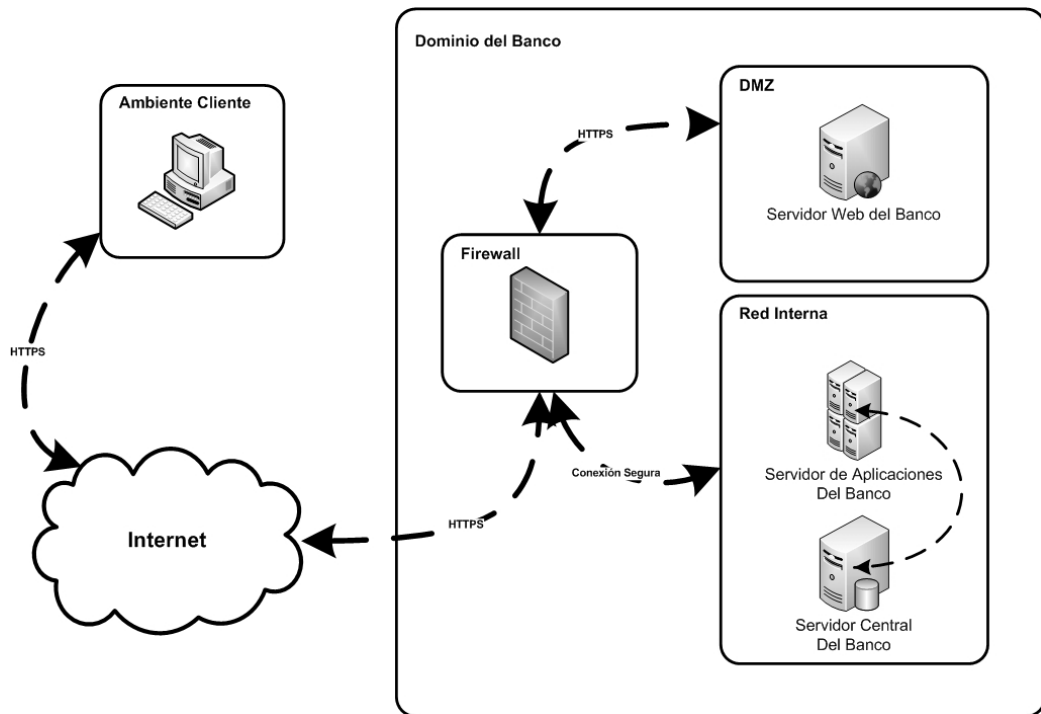 Dominio del Banco
Ambiente Cliente
DMZ
HTTPS
Servidor Web del Banco
Firewall
Red Interna
HTTPS
Conexión Segura
Servidor de Aplicaciones
Del Banco
HTTPS
Internet
Servidor Central
Del Banco